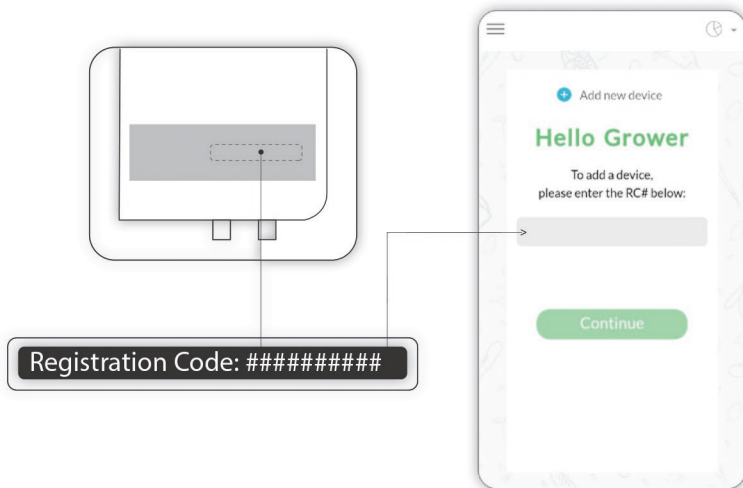 Add new device
Hello Grower
To add a device,
please enter the RC# below:
>
Continue
Registration Code: ##########